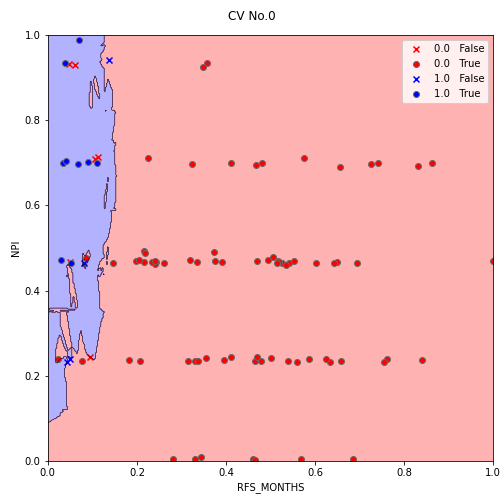 CV No.0
0.0 False
0.0 True
1.0 False
1.0 True
NPI
1.0
0.8
0.6
0.4
0.2
0.0
0.0 0.2 0.4 0.6 0.8 1.0
RFS_MONTHS